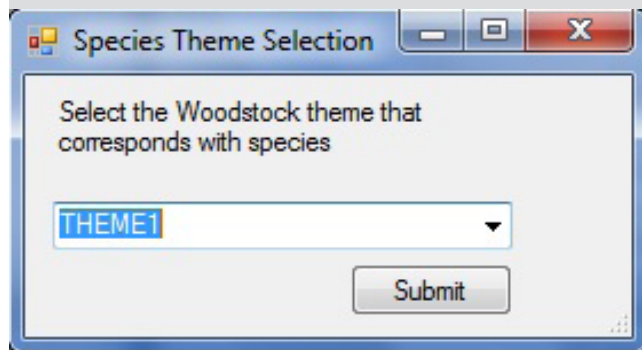 Species Theme Selection
Select the Woodstock theme that
corresponds with species
THEME1
Submit